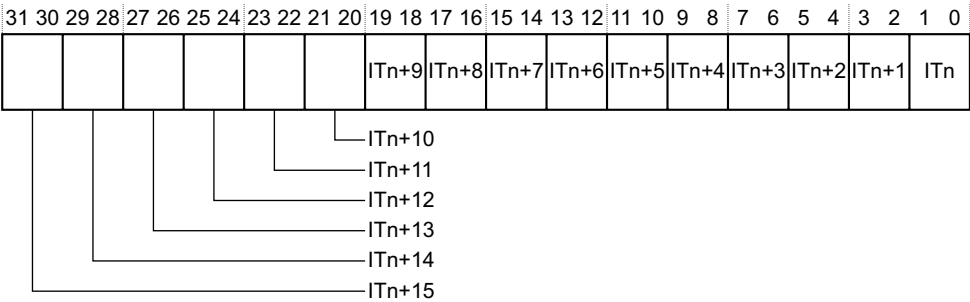 31 30 29 28 27 26 25 24 23 22 21 20 19 18 17 16 15 14 13 12 11 10 9 8 7 6 5 4 3 2 1 0
ITn+9 ITn+8 ITn+7 ITn+6 ITn+5 ITn+4 ITn+3 ITn+2 ITn+1 ITn
ITn+10
ITn+11
ITn+12
ITn+13
ITn+14
ITn+15